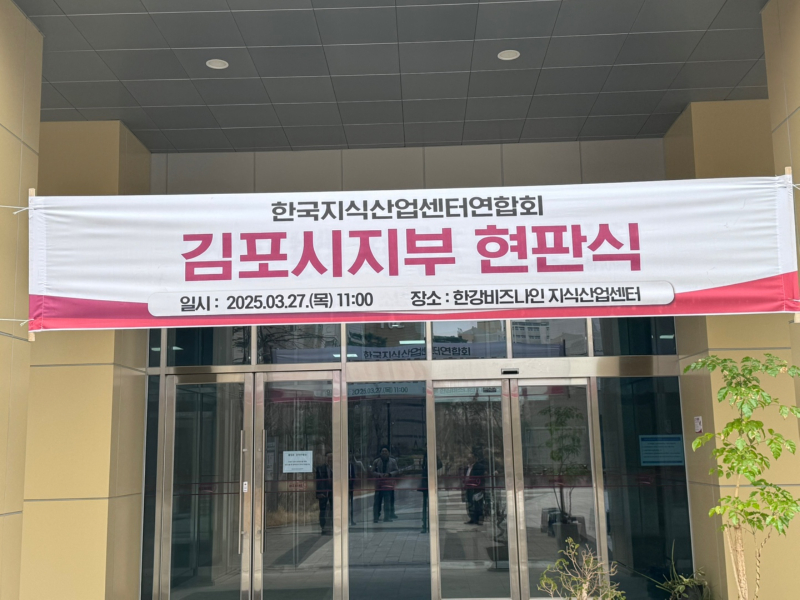 한국지식산업센터연합회
김포시지부 현판식
일시 : 2025.03.27.(목) 11:00 장소 : 한강비즈나인 지식산업센터